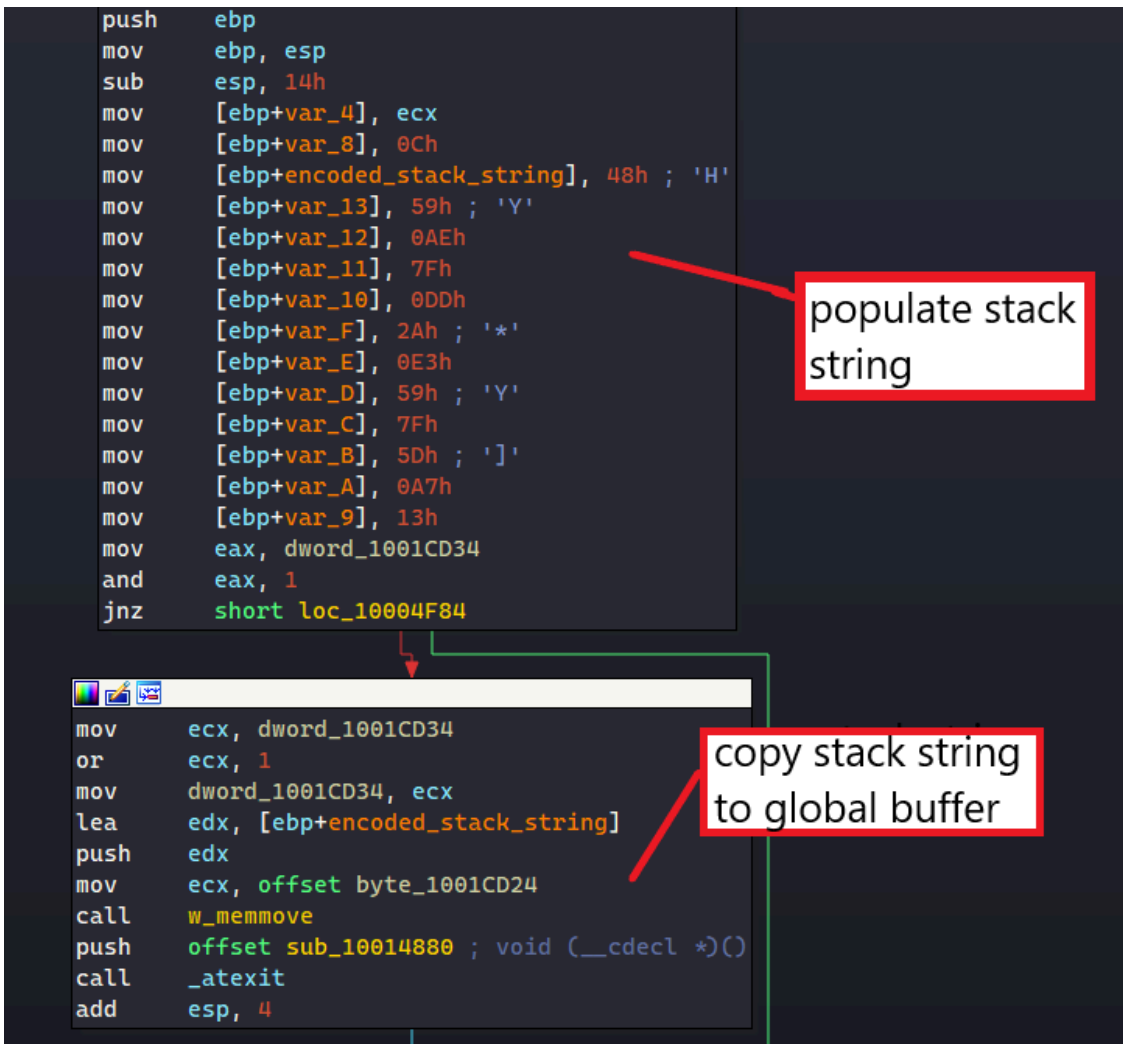 push ebp
mov ebp, esp
sub esp, 14h
mov [ebp+var_4], ecx
mov [ebp+var_8], 0Ch
mov [ebp+encoded_stack_string], 48h ; 'H'
mov [ebp+var_13], 59h ; 'Y'
mov [ebp+var_12], 0AEh
mov [ebp+var_11], 7Fh
mov [ebp+var_10], 0DDh
mov [ebp+var_F], 2Ah ; '*'
mov [ebp+var_E], 0E3h
mov [ebp+var_D], 59h ; 'Y'
mov [ebp+var_C], 7Fh
mov [ebp+var_B], 5Dh ; ']'
mov [ebp+var_A], 0A7h
mov [ebp+var_9], 13h
mov eax, dword_1001CD34
and eax, 1
jnz short loc_10004F84
populate stack
string
mov ecx, dword_1001CD34
or ecx, 1
mov dword_1001CD34, ecx
lea edx, [ebp+encoded_stack_string]
push edx
mov ecx, offset byte_1001CD24
call w_memmove
push offset sub_10014880 ; void (__cdecl *)()
call _atexit
add esp, 4
copy stack string
to global buffer